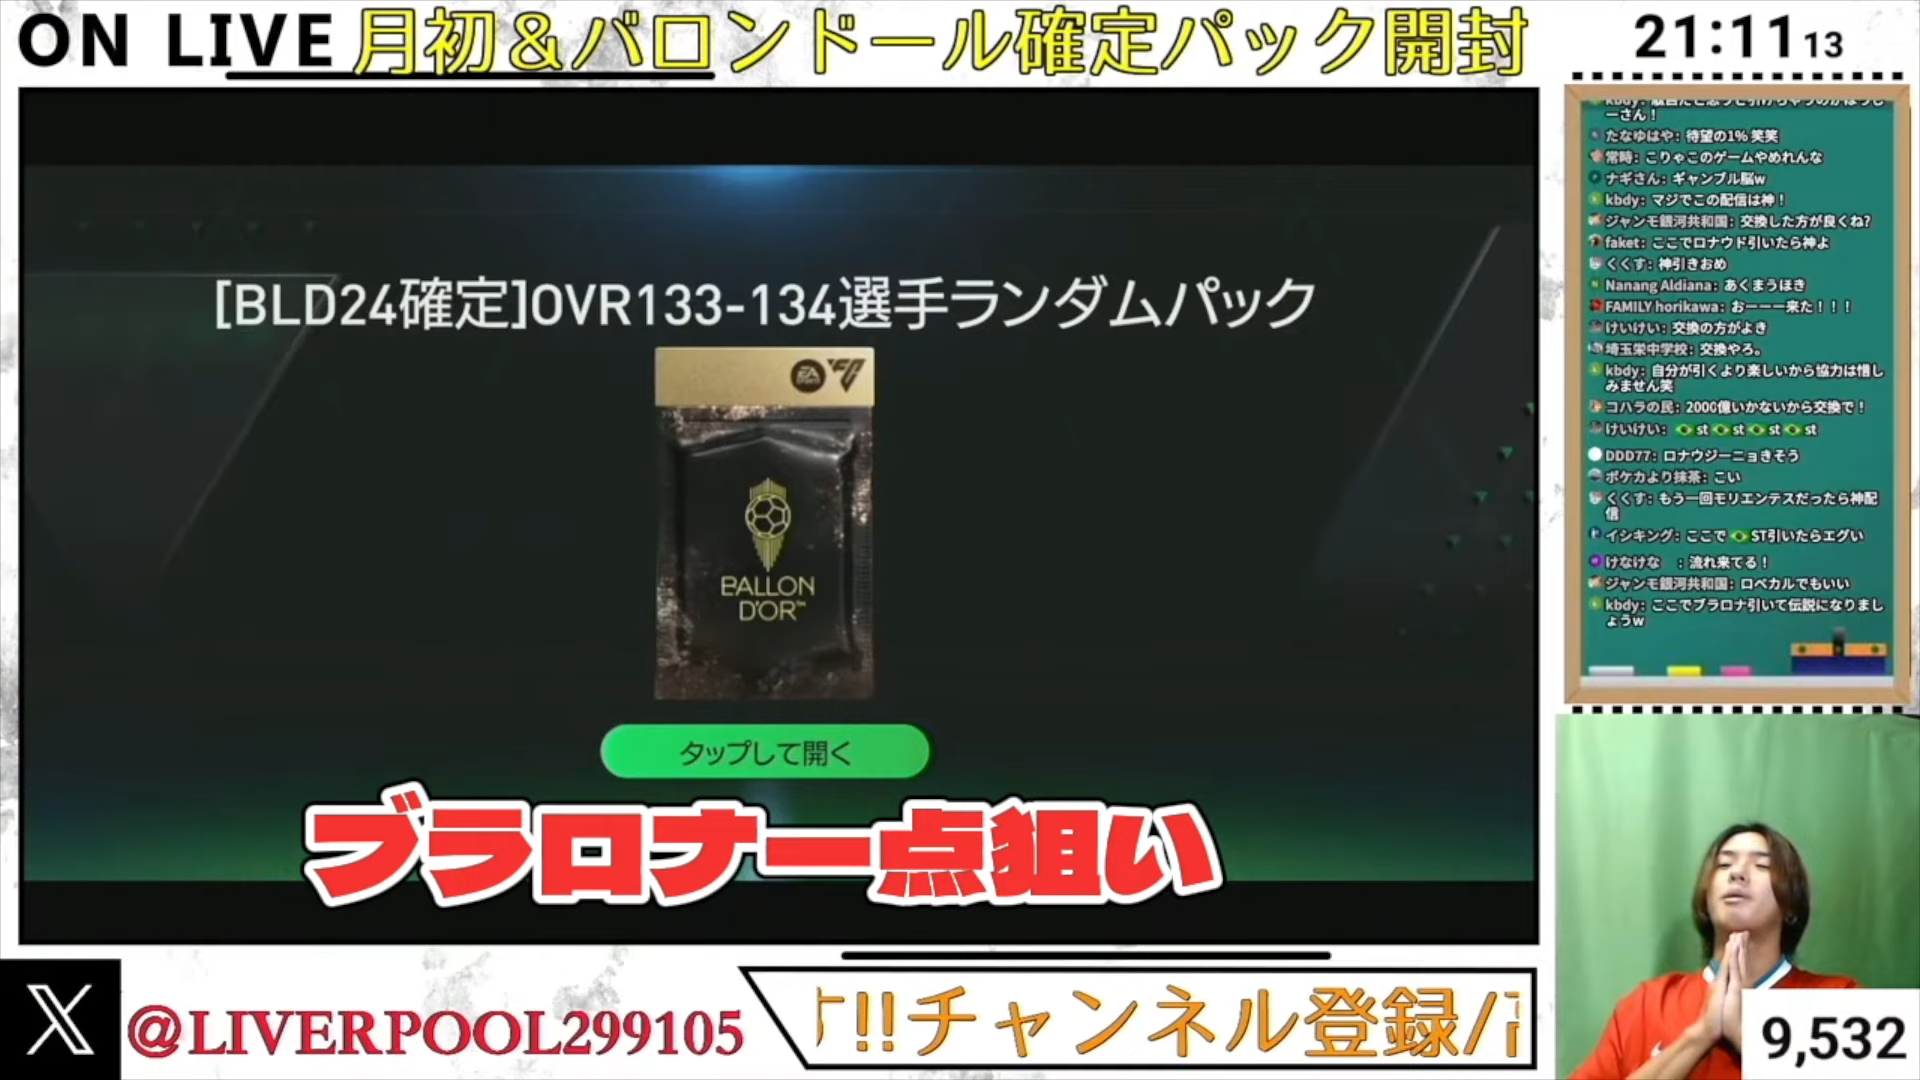 ON LIVE 月初&バロンドール確定パック開封
21:11 13
[BLD24確定]OVR133-134選手ランダムパック
EA SPORTS FC
BALLON
D'OR™
タップして開く
ブラロナ一点狙い
ーさん!
たなゆはや: 待望の1% 笑笑
常時: こりゃこのゲームやめれんな
ナギさん: ギャンブル脳w
kbdy: マジでこの配信は神!
ジャンモ銀河共和国: 交換した方が良くね?
faket: ここでロナウド引いたら神よ
くくす: 神引きおめ
Nanang Aldiana: あくまうほき
FAMILY horikawa: おーーー来た!!!
けいけい: 交換の方がよき
埼玉栄中学校: 交換やろ。
kbdy: 自分が引くより楽しいから協力は惜し
みません笑
コハラの民: 2000億いかないから交換で!
けいけい: 🇧🇷st🇧🇷st🇧🇷st🇧🇷st
DDD77: ロナウジーニョきそう
ポケカより抹茶: こい
くくす: もう一回モリエンテスだったら神配
信
イシキング: ここで🇧🇷ST引いたらエグい
けなけな : 流れ来てる!
ジャンモ銀河共和国: ロベカルでもいい
kbdy: ここでブラロナ引いて伝説になりまし
ょうw
X @LIVERPOOL299105
!!チャンネル登録/
9,532